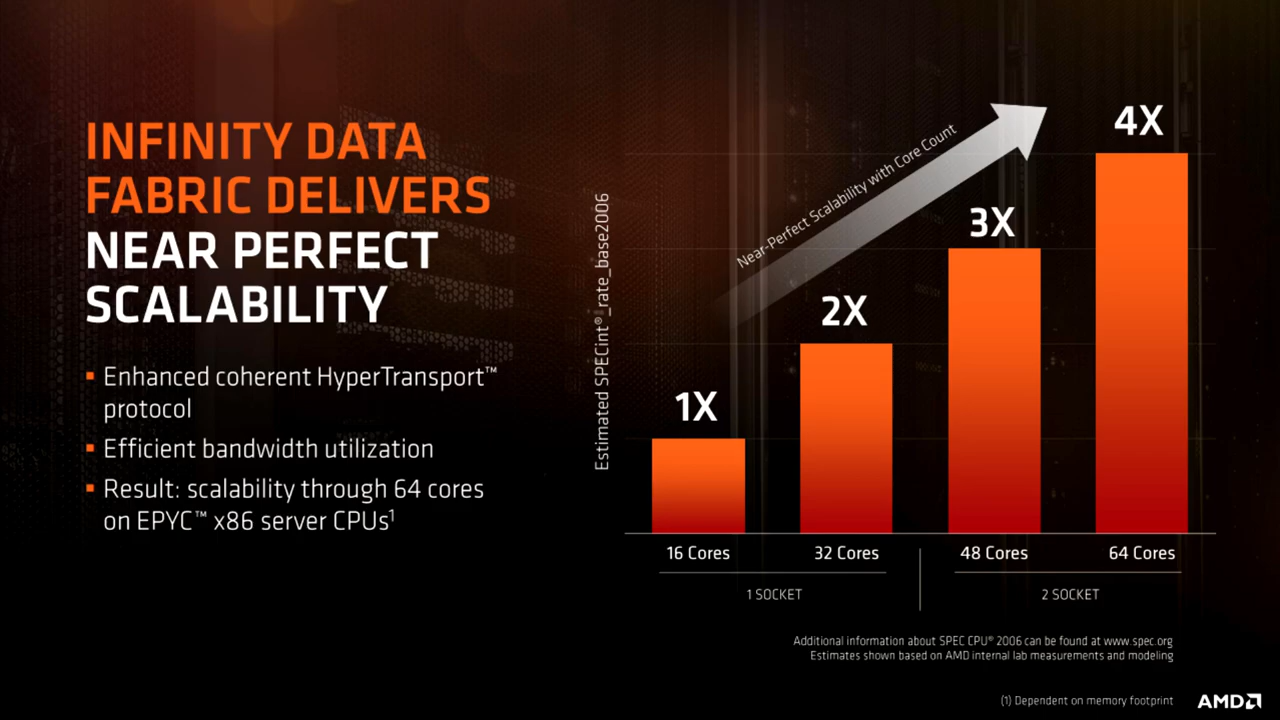 INFINITY DATA
FABRIC DELIVERS
NEAR PERFECT
SCALABILITY
▪ Enhanced coherent HyperTransport™
protocol
▪ Efficient bandwidth utilization
▪ Result: scalability through 64 cores
on EPYC™ x86 server CPUs¹
Estimated SPECint®_rate_base2006
Near-Perfect Scalability with Core Count
1X
2X
3X
4X
16 Cores
32 Cores
48 Cores
64 Cores
1 SOCKET
2 SOCKET
Additional information about SPEC CPU® 2006 can be found at www.spec.org
Estimates shown based on AMD internal lab measurements and modeling
(1) Dependent on memory footprint
AMD